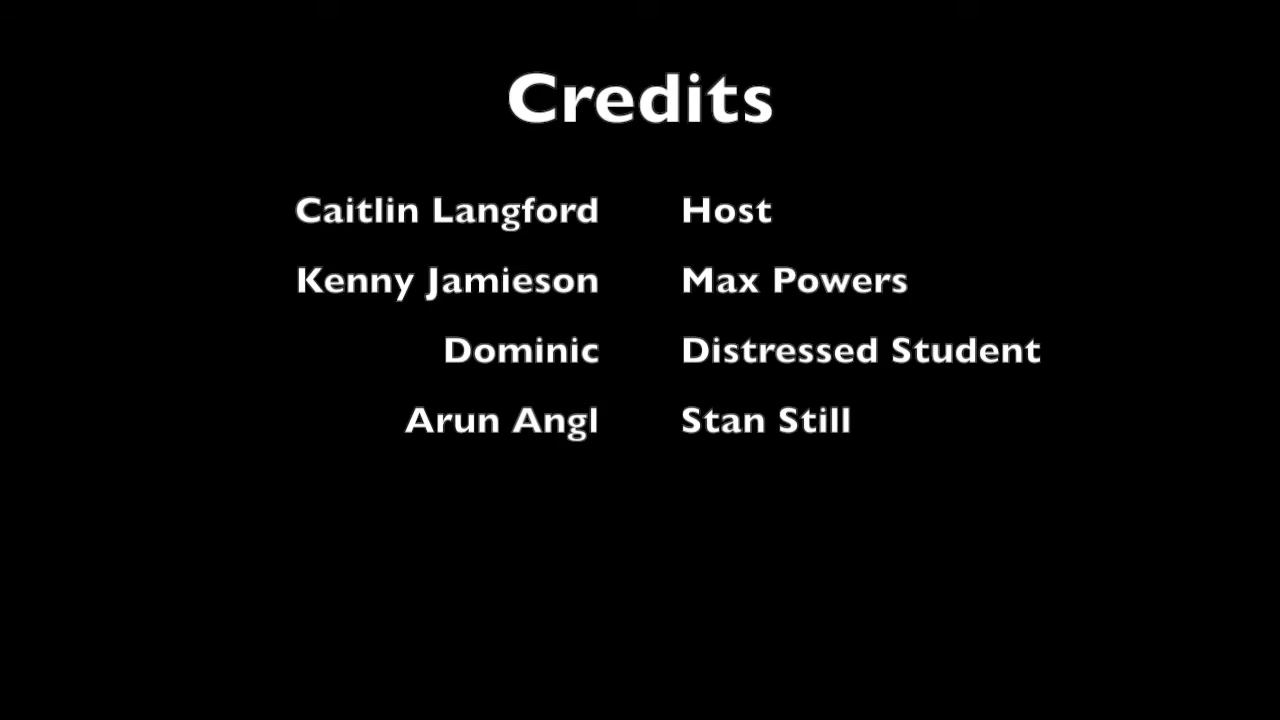 Credits
Caitlin Langford Host
Kenny Jamieson Max Powers
Dominic Distressed Student
Arun Angl Stan Still